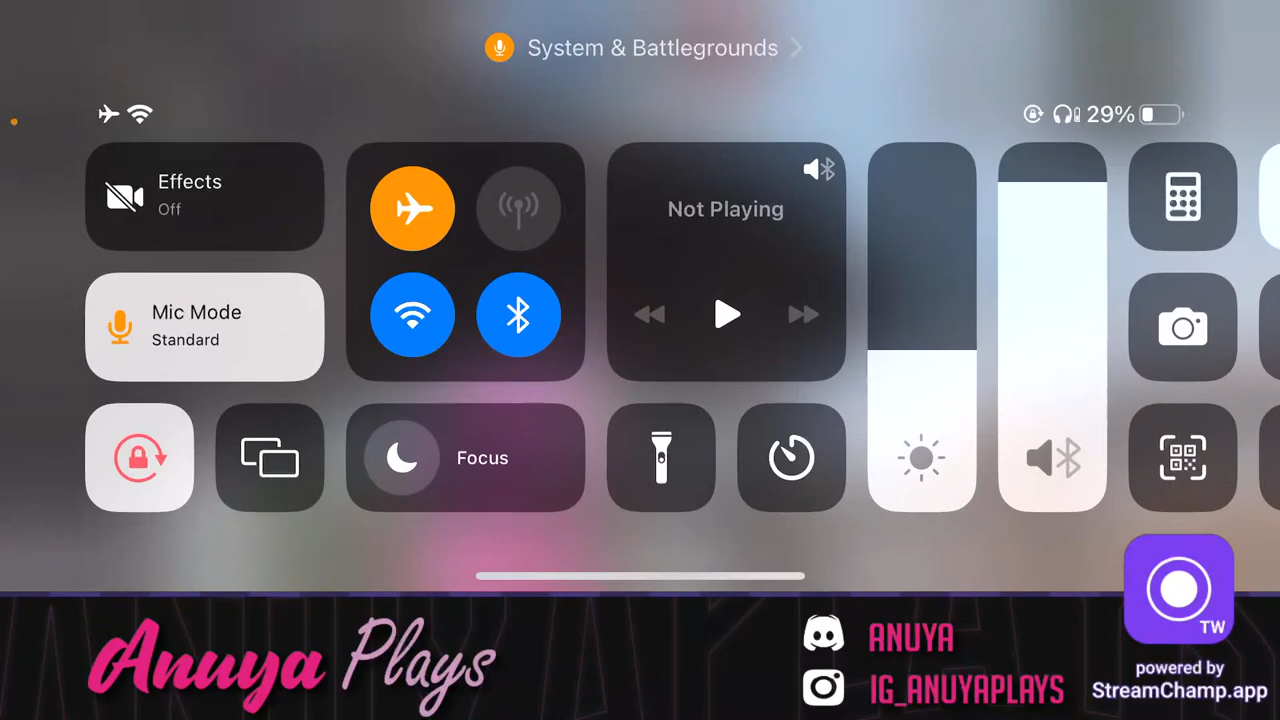 System & Battlegrounds
29%
Effects
Off
Not Playing
Mic Mode
Standard
Focus
TW
Anuya Plays
ANUYA
IG_ANUYAPLAYS
powered by
StreamChamp.app